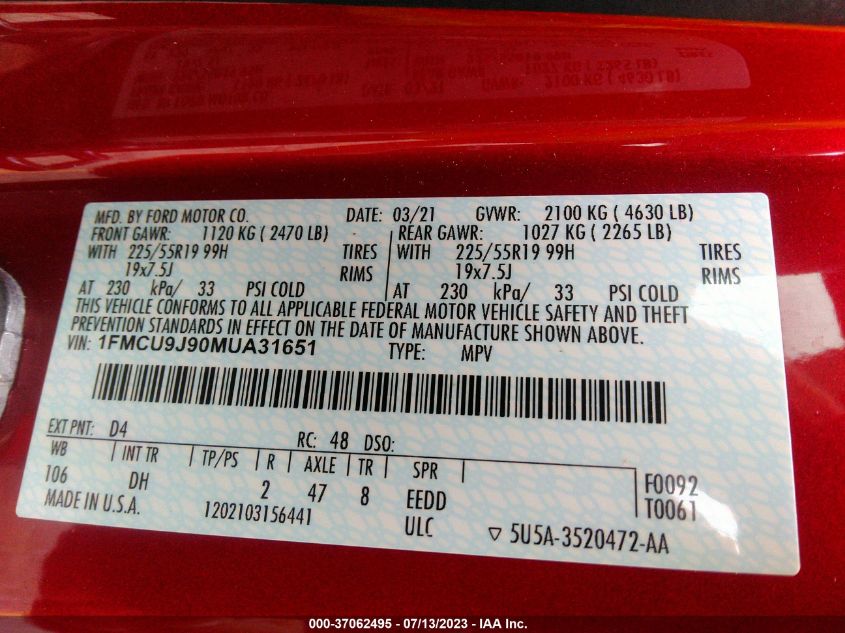 MFD. BY FORD MOTOR CO. DATE: 03/21 GVWR: 2100 KG ( 4630 LB)
FRONT GAWR: 1120 KG ( 2470 LB) REAR GAWR: 1027 KG ( 2265 LB)
WITH 225/55R19 99H TIRES WITH 225/55R19 99H TIRES
19x7.5J RIMS 19x7.5J RIMS
AT 230 kPa/ 33 PSI COLD AT 230 kPa/ 33 PSI COLD
THIS VEHICLE CONFORMS TO ALL APPLICABLE FEDERAL MOTOR VEHICLE SAFETY AND THEFT
PREVENTION STANDARDS IN EFFECT ON THE DATE OF MANUFACTURE SHOWN ABOVE.
VIN: 1FMCU9J90MUA31651 TYPE: MPV
EXT PNT: D4 RC: 48 DSO:
WB INT TR TP/PS R AXLE TR SPR F0092
106 DH 2 47 8 EEDD T0061
MADE IN U.S.A. 1202103156441 ULC ▽ 5U5A-3520472-AA
000-37062495 - 07/13/2023 - IAA Inc.